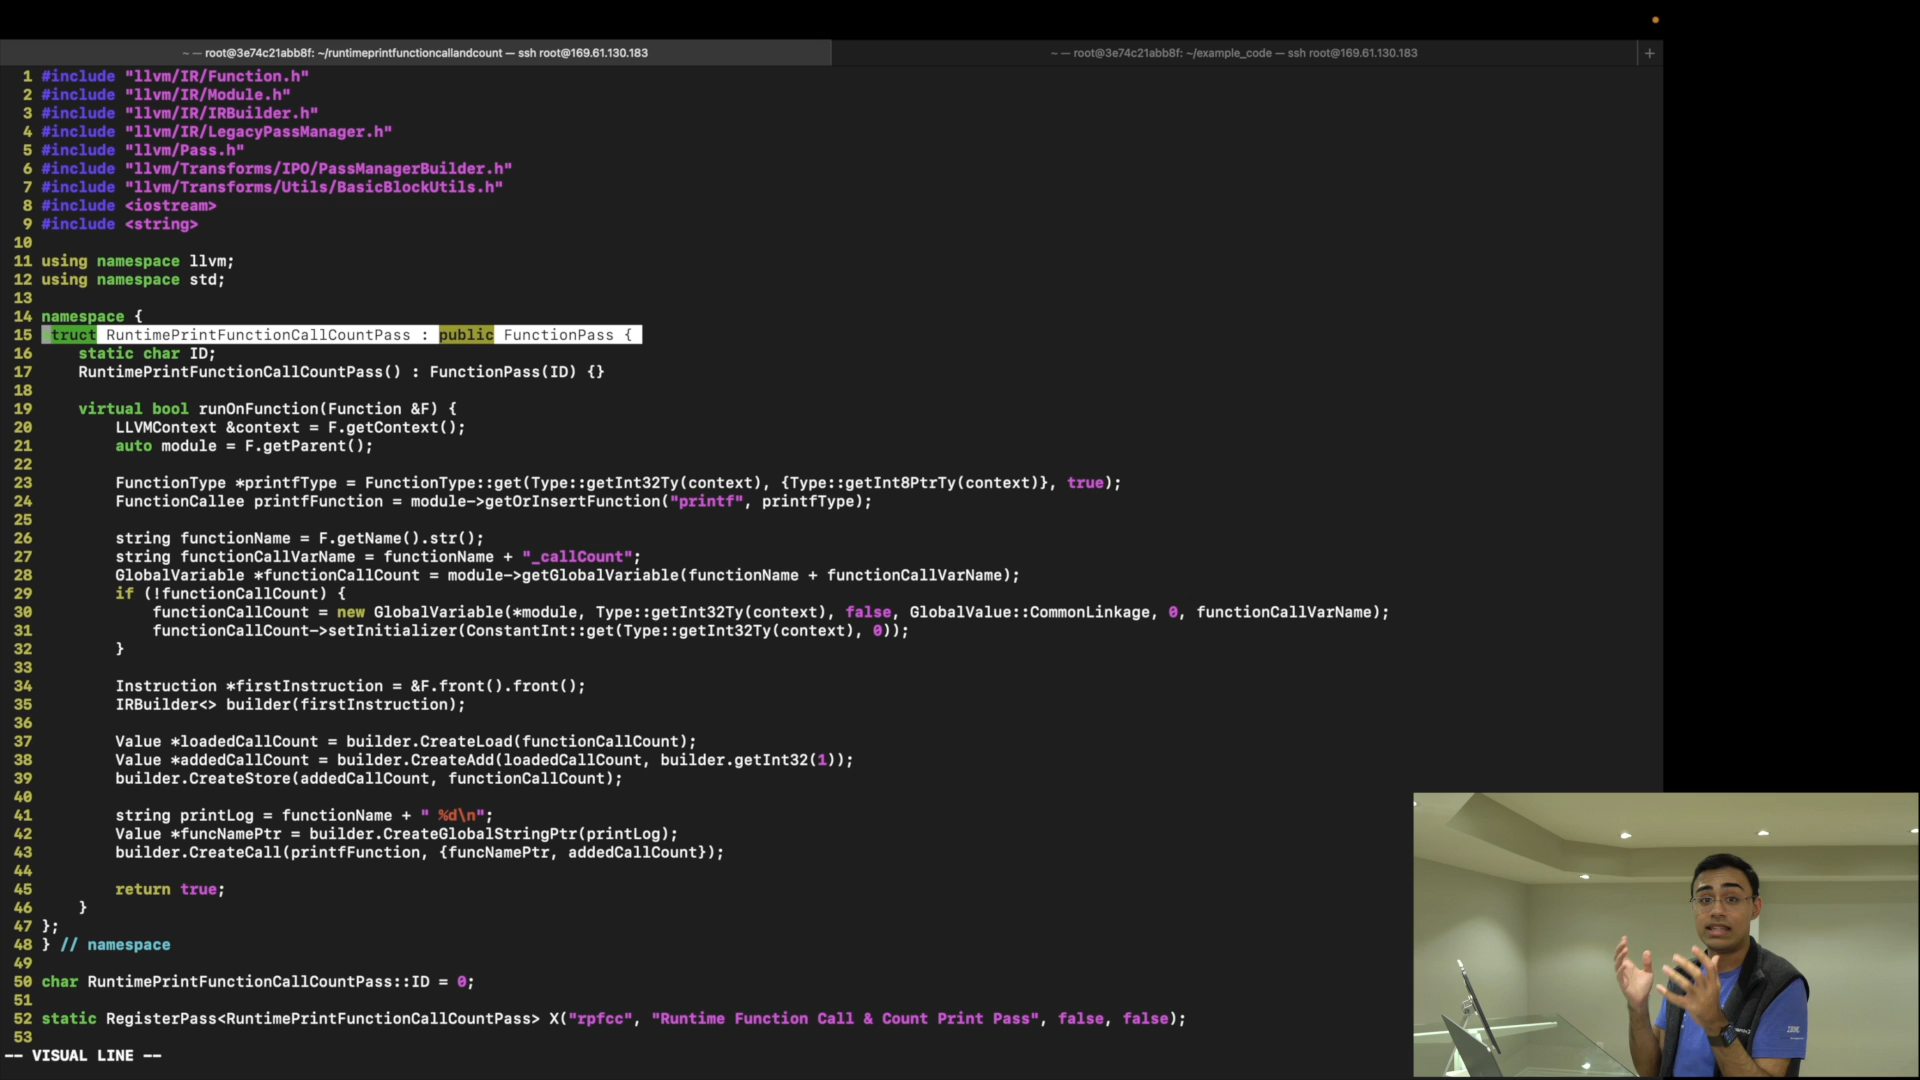 ~ — root@3e74c21abb8f: ~/runtimeprintfunctioncallandcount — ssh root@169.61.130.183
~ — root@3e74c21abb8f: ~/example_code — ssh root@169.61.130.183
+
1 #include "llvm/IR/Function.h"
2 #include "llvm/IR/Module.h"
3 #include "llvm/IR/IRBuilder.h"
4 #include "llvm/IR/LegacyPassManager.h"
5 #include "llvm/Pass.h"
6 #include "llvm/Transforms/IPO/PassManagerBuilder.h"
7 #include "llvm/Transforms/Utils/BasicBlockUtils.h"
8 #include <iostream>
9 #include <string>
10
11 using namespace llvm;
12 using namespace std;
13
14 namespace {
15 truct RuntimePrintFunctionCallCountPass : public FunctionPass {
16     static char ID;
17     RuntimePrintFunctionCallCountPass() : FunctionPass(ID) {}
18
19     virtual bool runOnFunction(Function &F) {
20         LLVMContext &context = F.getContext();
21         auto module = F.getParent();
22
23         FunctionType *printfType = FunctionType::get(Type::getInt32Ty(context), {Type::getInt8PtrTy(context)}, true);
24         FunctionCallee printfFunction = module->getOrInsertFunction("printf", printfType);
25
26         string functionName = F.getName().str();
27         string functionCallVarName = functionName + "_callCount";
28         GlobalVariable *functionCallCount = module->getGlobalVariable(functionName + functionCallVarName);
29         if (!functionCallCount) {
30             functionCallCount = new GlobalVariable(*module, Type::getInt32Ty(context), false, GlobalValue::CommonLinkage, 0, functionCallVarName);
31             functionCallCount->setInitializer(ConstantInt::get(Type::getInt32Ty(context), 0));
32         }
33
34         Instruction *firstInstruction = &F.front().front();
35         IRBuilder<> builder(firstInstruction);
36
37         Value *loadedCallCount = builder.CreateLoad(functionCallCount);
38         Value *addedCallCount = builder.CreateAdd(loadedCallCount, builder.getInt32(1));
39         builder.CreateStore(addedCallCount, functionCallCount);
40
41         string printLog = functionName + " %d\n";
42         Value *funcNamePtr = builder.CreateGlobalStringPtr(printLog);
43         builder.CreateCall(printfFunction, {funcNamePtr, addedCallCount});
44
45         return true;
46     }
47 };
48 } // namespace
49
50 char RuntimePrintFunctionCallCountPass::ID = 0;
51
52 static RegisterPass<RuntimePrintFunctionCallCountPass> X("rpfcc", "Runtime Function Call & Count Print Pass", false, false);
53
-- VISUAL LINE --